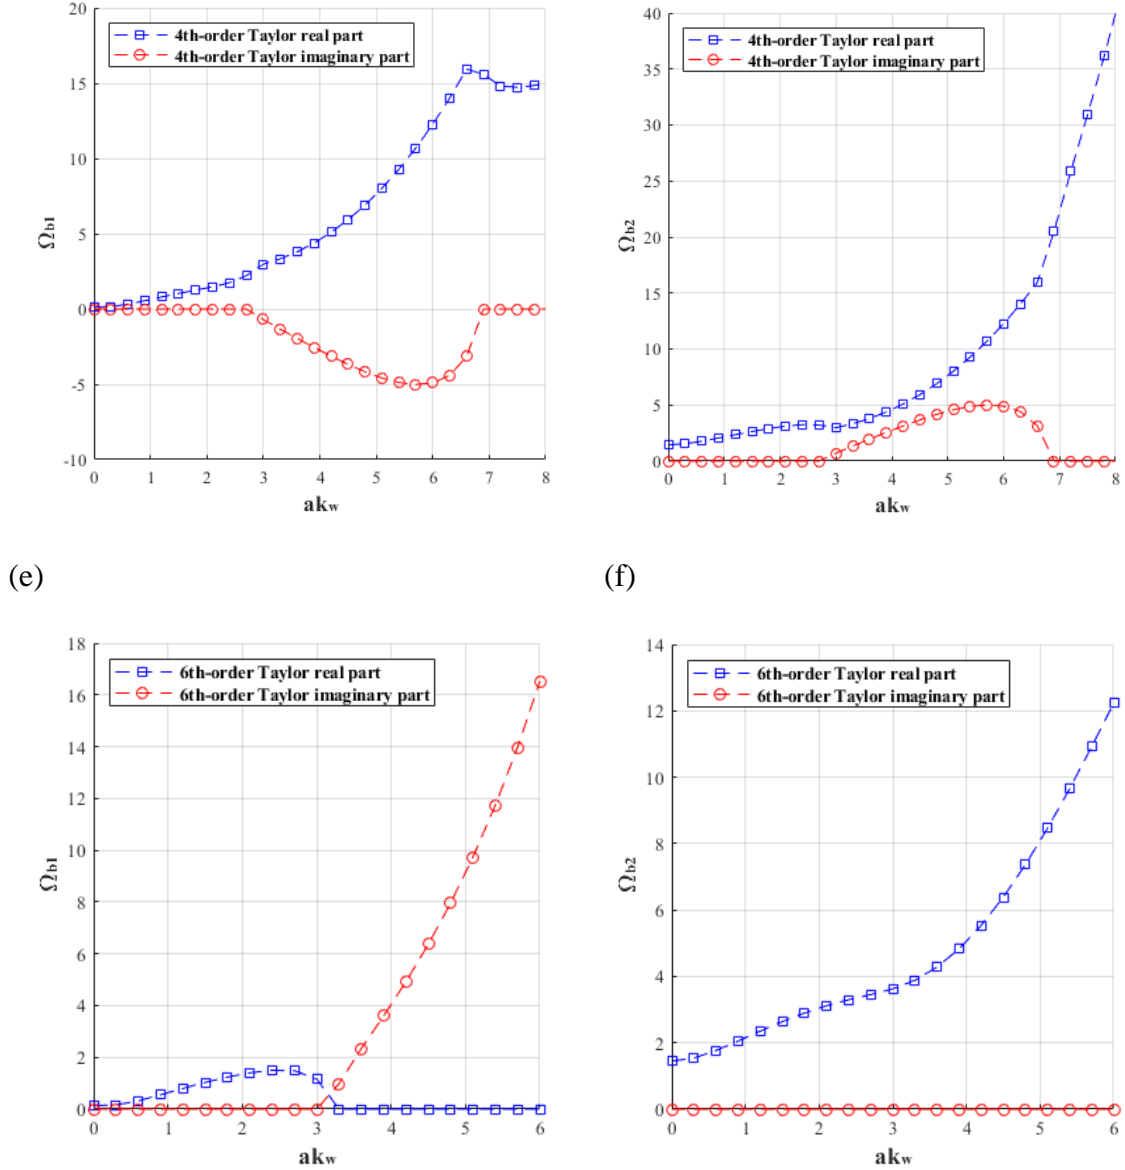 20
15
10
5
0
-5
-10
0 1 2 3 4 5 6 7 8
Ωb1
akw
4th-order Taylor real part
4th-order Taylor imaginary part
40
35
30
25
20
15
10
5
0
0 1 2 3 4 5 6 7 8
Ωb2
akw
4th-order Taylor real part
4th-order Taylor imaginary part
(e)
(f)
18
16
14
12
10
8
6
4
2
0
0 1 2 3 4 5 6
Ωb1
akw
6th-order Taylor real part
6th-order Taylor imaginary part
14
12
10
8
6
4
2
0
0 1 2 3 4 5 6
Ωb2
akw
6th-order Taylor real part
6th-order Taylor imaginary part